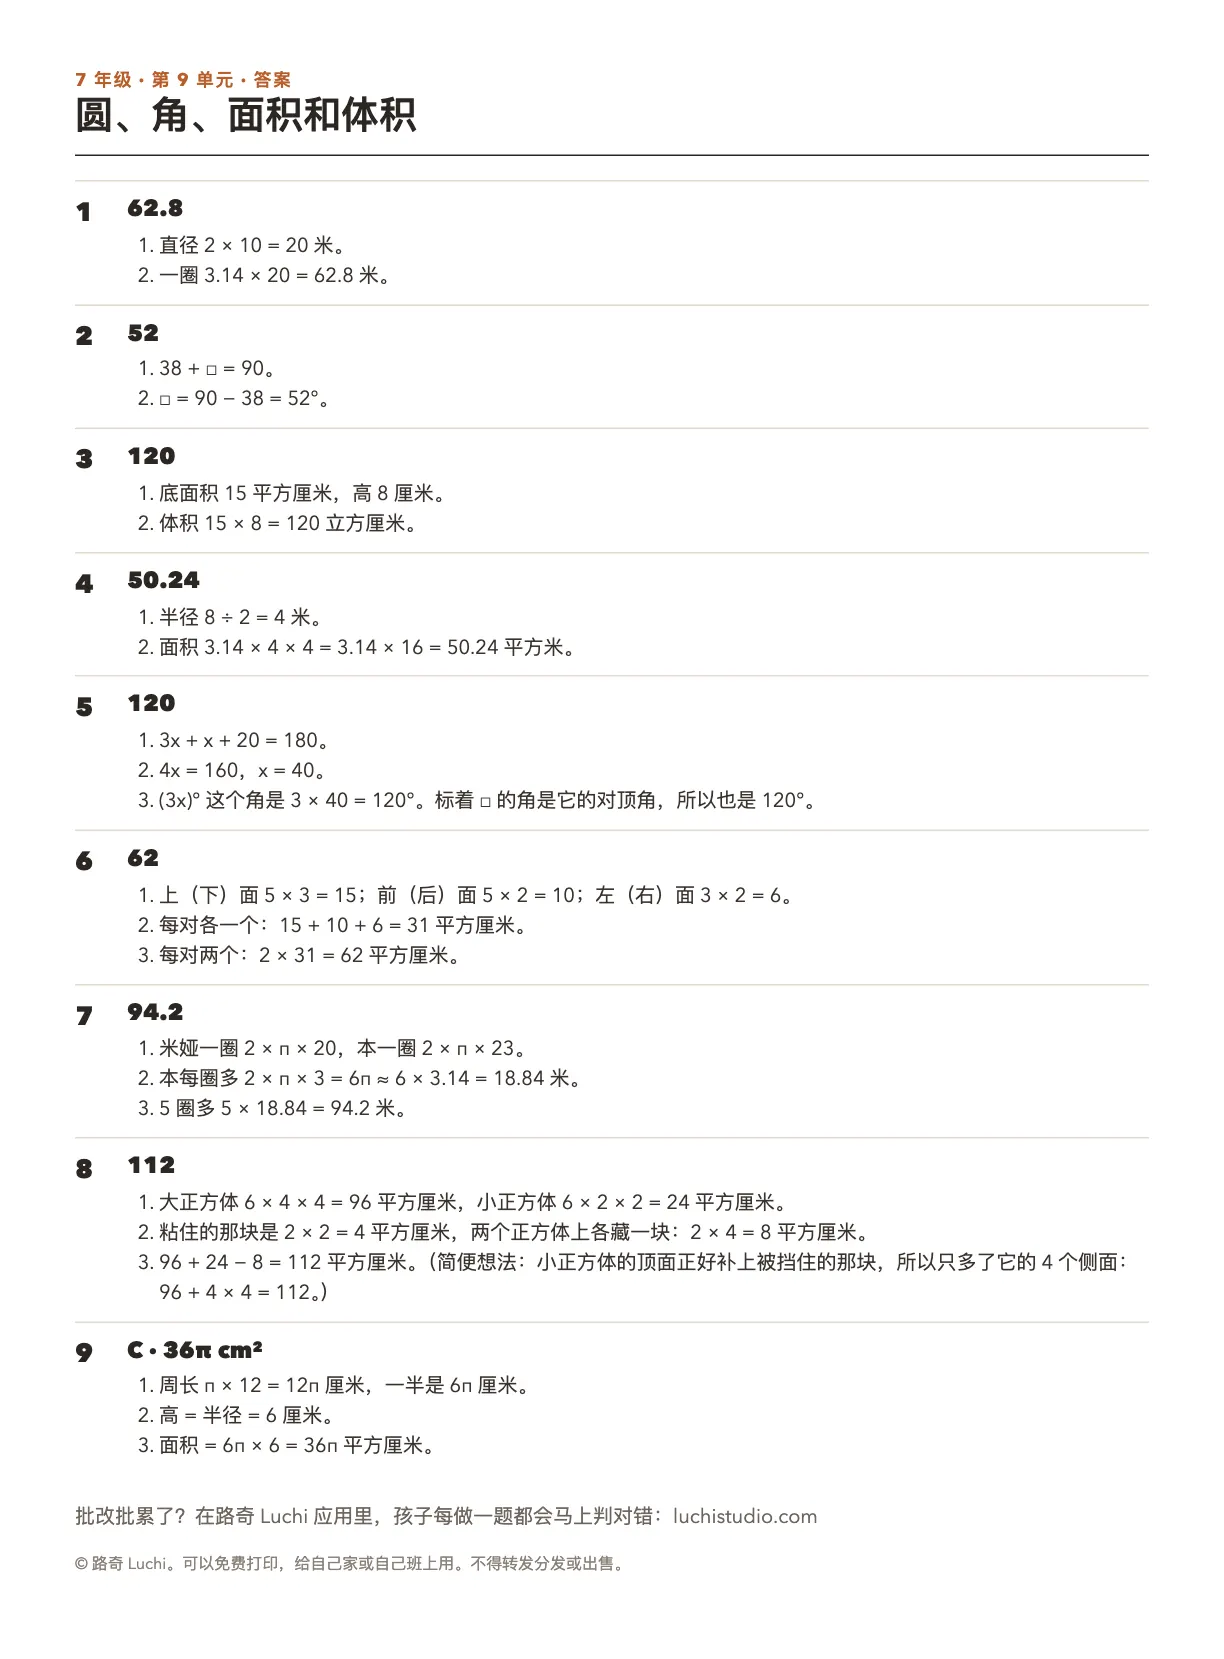 7 年级 · 第 9 单元 · 答案
圆、角、面积和体积
1 62.8
1. 直径 2 × 10 = 20 米。
2. 一圈 3.14 × 20 = 62.8 米。
2 52
1. 38 + □ = 90。
2. □ = 90 − 38 = 52°。
3 120
1. 底面积 15 平方厘米，高 8 厘米。
2. 体积 15 × 8 = 120 立方厘米。
4 50.24
1. 半径 8 ÷ 2 = 4 米。
2. 面积 3.14 × 4 × 4 = 3.14 × 16 = 50.24 平方米。
5 120
1. 3x + x + 20 = 180。
2. 4x = 160，x = 40。
3. (3x)° 这个角是 3 × 40 = 120°。标着 □ 的角是它的对顶角，所以也是 120°。
6 62
1. 上（下）面 5 × 3 = 15；前（后）面 5 × 2 = 10；左（右）面 3 × 2 = 6。
2. 每对各一个：15 + 10 + 6 = 31 平方厘米。
3. 每对两个：2 × 31 = 62 平方厘米。
7 94.2
1. 米娅一圈 2 × π × 20，本一圈 2 × π × 23。
2. 本每圈多 2 × π × 3 = 6π ≈ 6 × 3.14 = 18.84 米。
3. 5 圈多 5 × 18.84 = 94.2 米。
8 112
1. 大正方体 6 × 4 × 4 = 96 平方厘米，小正方体 6 × 2 × 2 = 24 平方厘米。
2. 粘住的那块是 2 × 2 = 4 平方厘米，两个正方体上各藏一块：2 × 4 = 8 平方厘米。
3. 96 + 24 − 8 = 112 平方厘米。（简便想法：小正方体的顶面正好补上被挡住的那块，所以只多了它的 4 个侧面：
96 + 4 × 4 = 112。）
9 C · 36π cm²
1. 周长 π × 12 = 12π 厘米，一半是 6π 厘米。
2. 高 = 半径 = 6 厘米。
3. 面积 = 6π × 6 = 36π 平方厘米。
批改批累了？在路奇 Luchi 应用里，孩子每做一题都会马上判对错：luchistudio.com
© 路奇 Luchi。可以免费打印，给自己家或自己班上用。不得转发分发或出售。